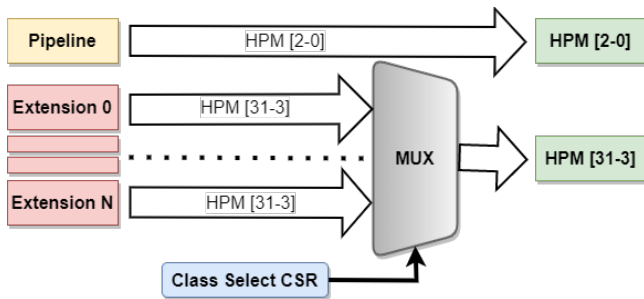 Pipeline
HPM [2-0]
HPM [2-0]
Extension 0
HPM [31-3]
MUX
HPM [31-3]
Extension N
HPM [31-3]
Class Select CSR